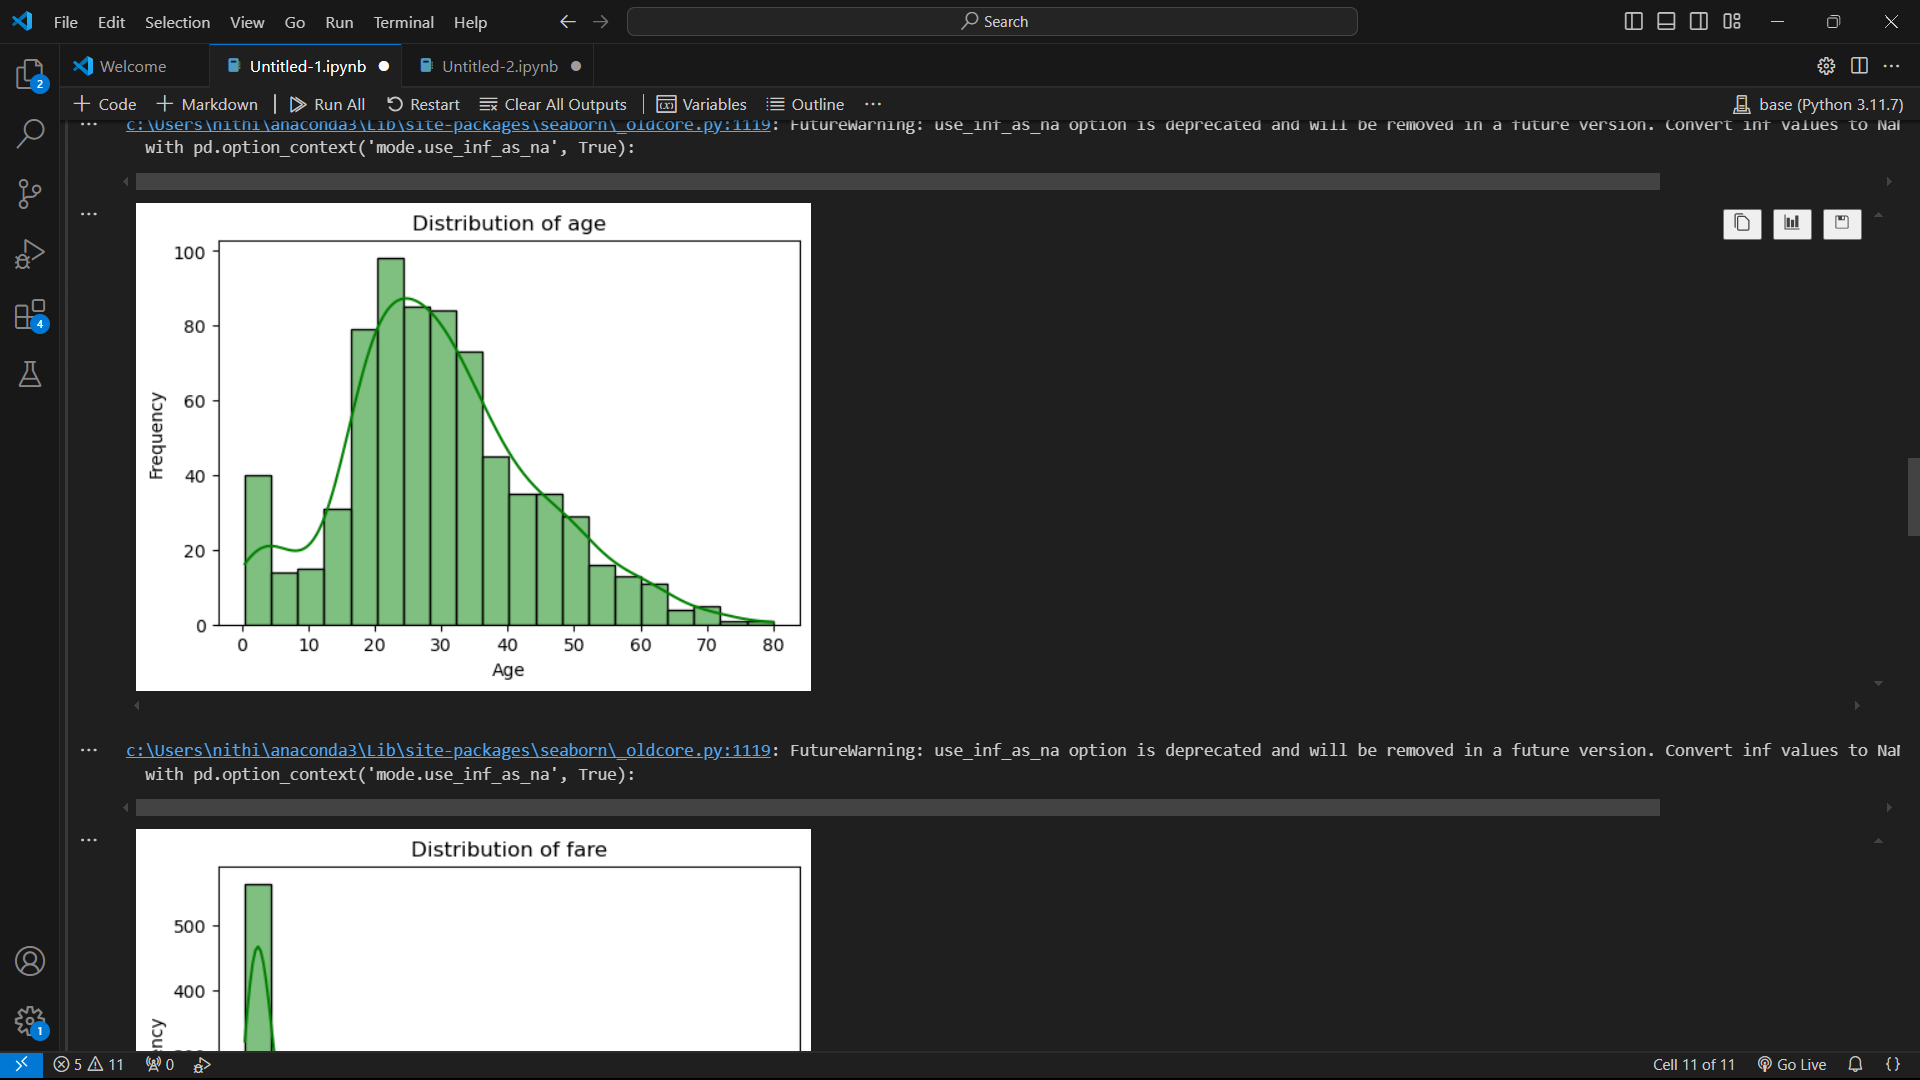 File Edit Selection View Go Run Terminal Help
Search
2
Welcome Untitled-1.ipynb Untitled-2.ipynb
Code Markdown | Run All Restart Clear All Outputs | Variables Outline ...
base (Python 3.11.7)
c:\Users\nithi\anaconda3\Lib\site-packages\seaborn\_oldcore.py:1119: FutureWarning: use_inf_as_na option is deprecated and will be removed in a future version. Convert inf values to
with pd.option_context('mode.use_inf_as_na', True):
Distribution of age
100
80
60
40
20
0
Frequency
0 10 20 30 40 50 60 70 80
Age
4
c:\Users\nithi\anaconda3\Lib\site-packages\seaborn\_oldcore.py:1119: FutureWarning: use_inf_as_na option is deprecated and will be removed in a future version. Convert inf values to
with pd.option_context('mode.use_inf_as_na', True):
Distribution of fare
500
400
1
5 11 0
Cell 11 of 11 Go Live {}